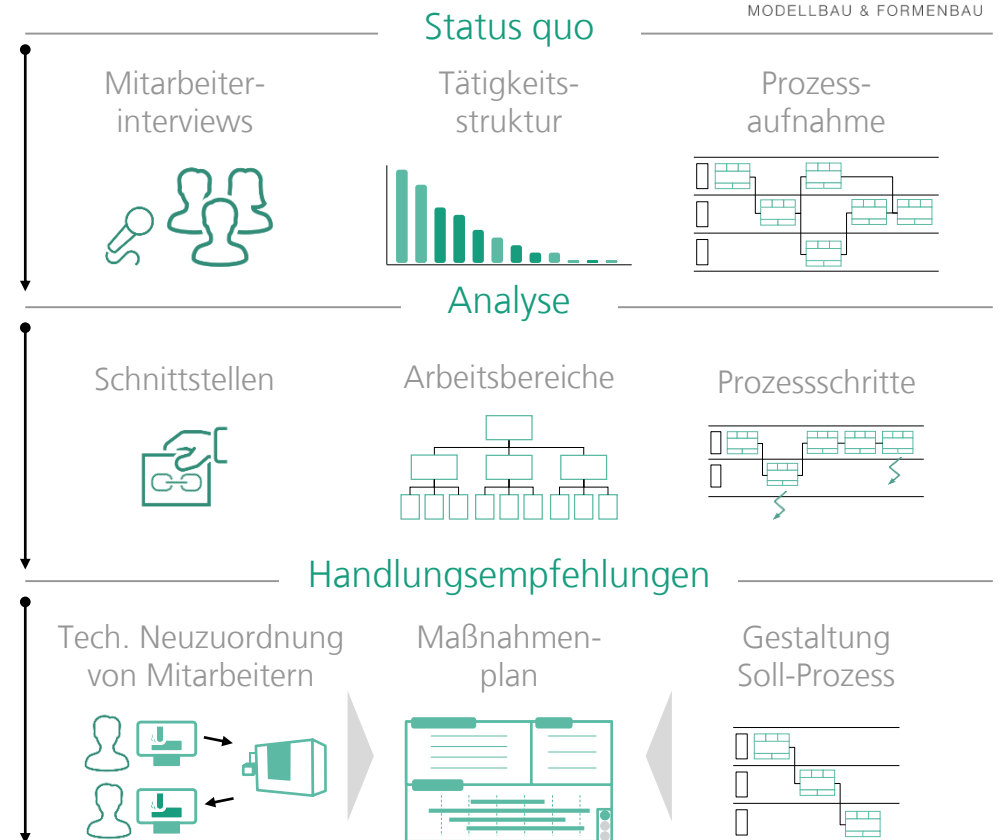 MODELLBAU & FORMENBAU
Status quo
Mitarbeiter-
interviews
Tätigkeits-
struktur
Prozess-
aufnahme
Analyse
Schnittstellen
Arbeitsbereiche
Prozessschritte
Handlungsempfehlungen
Tech. Neuzuordnung
von Mitarbeitern
Maßnahmen-
plan
Gestaltung
Soll-Prozess